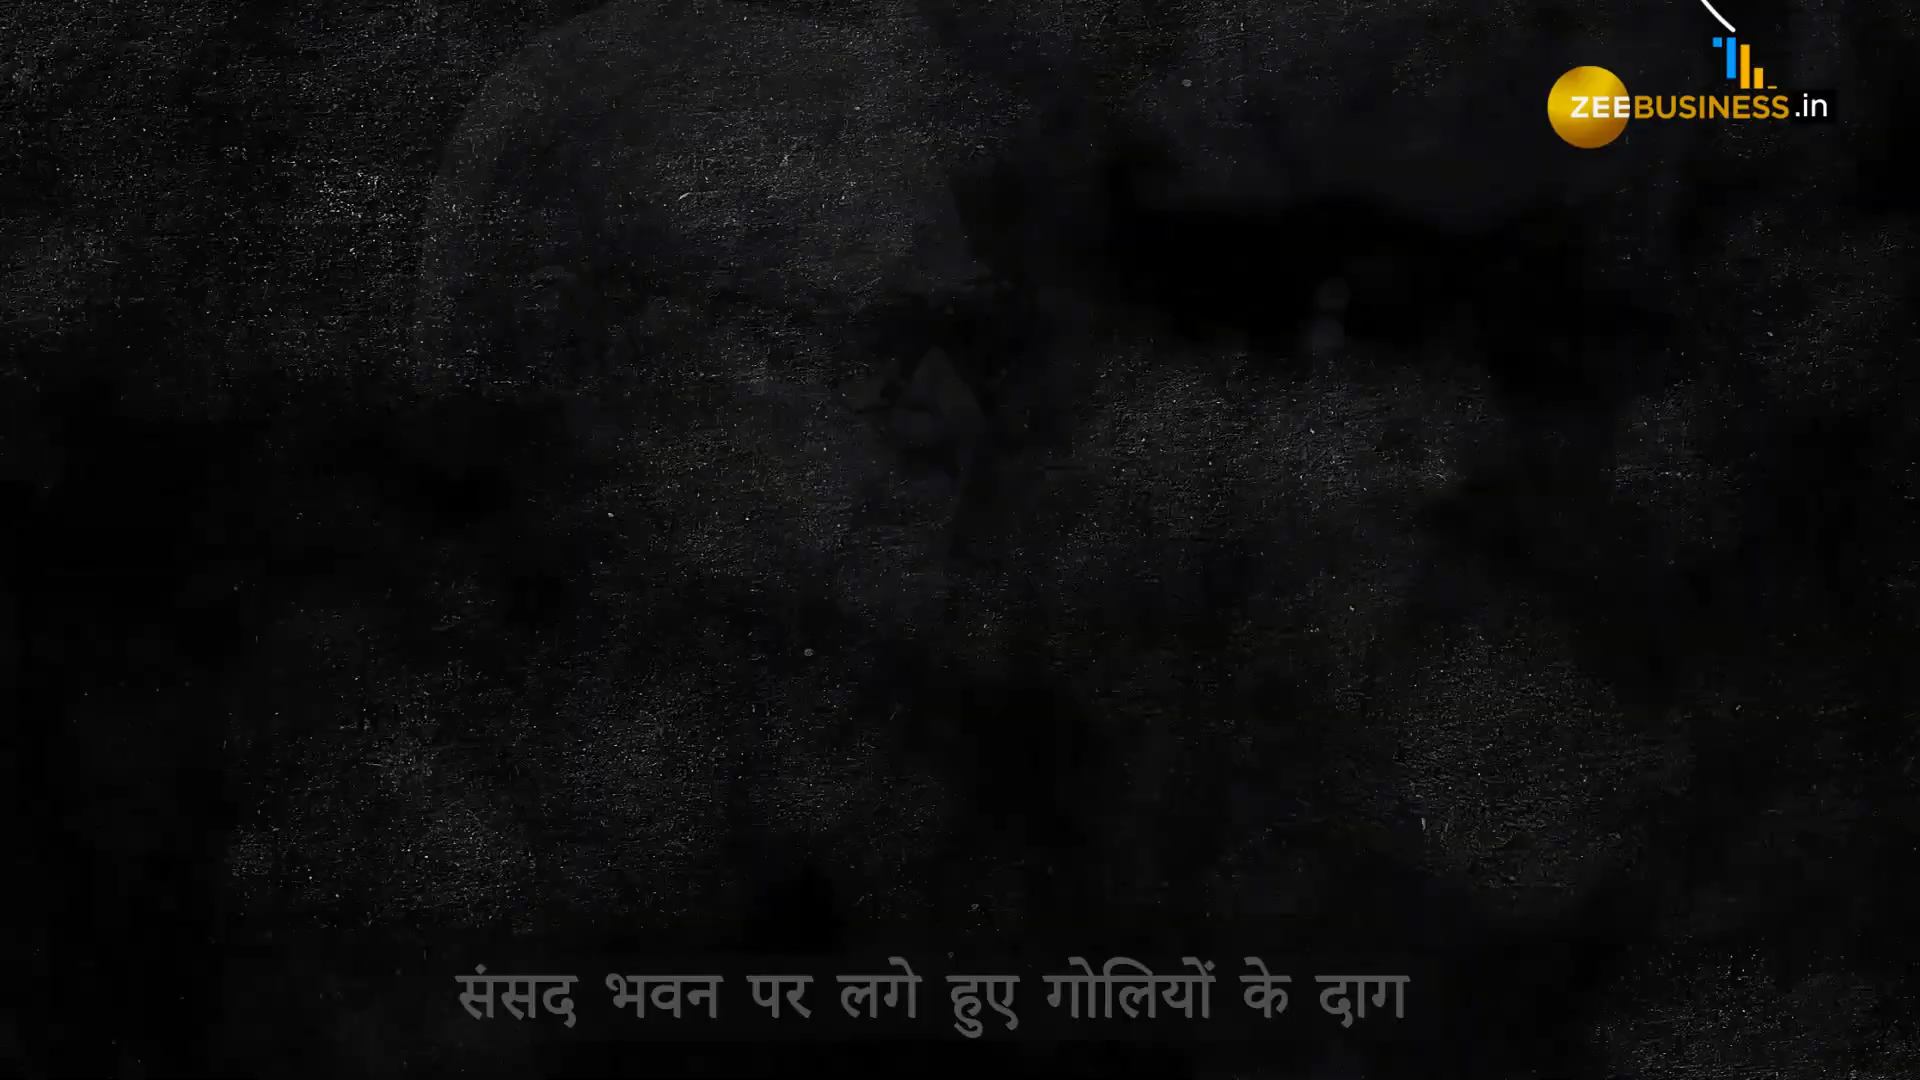 ZEEBUSINESS.in
संसद भवन पर लगे हुए गोलियों के दाग